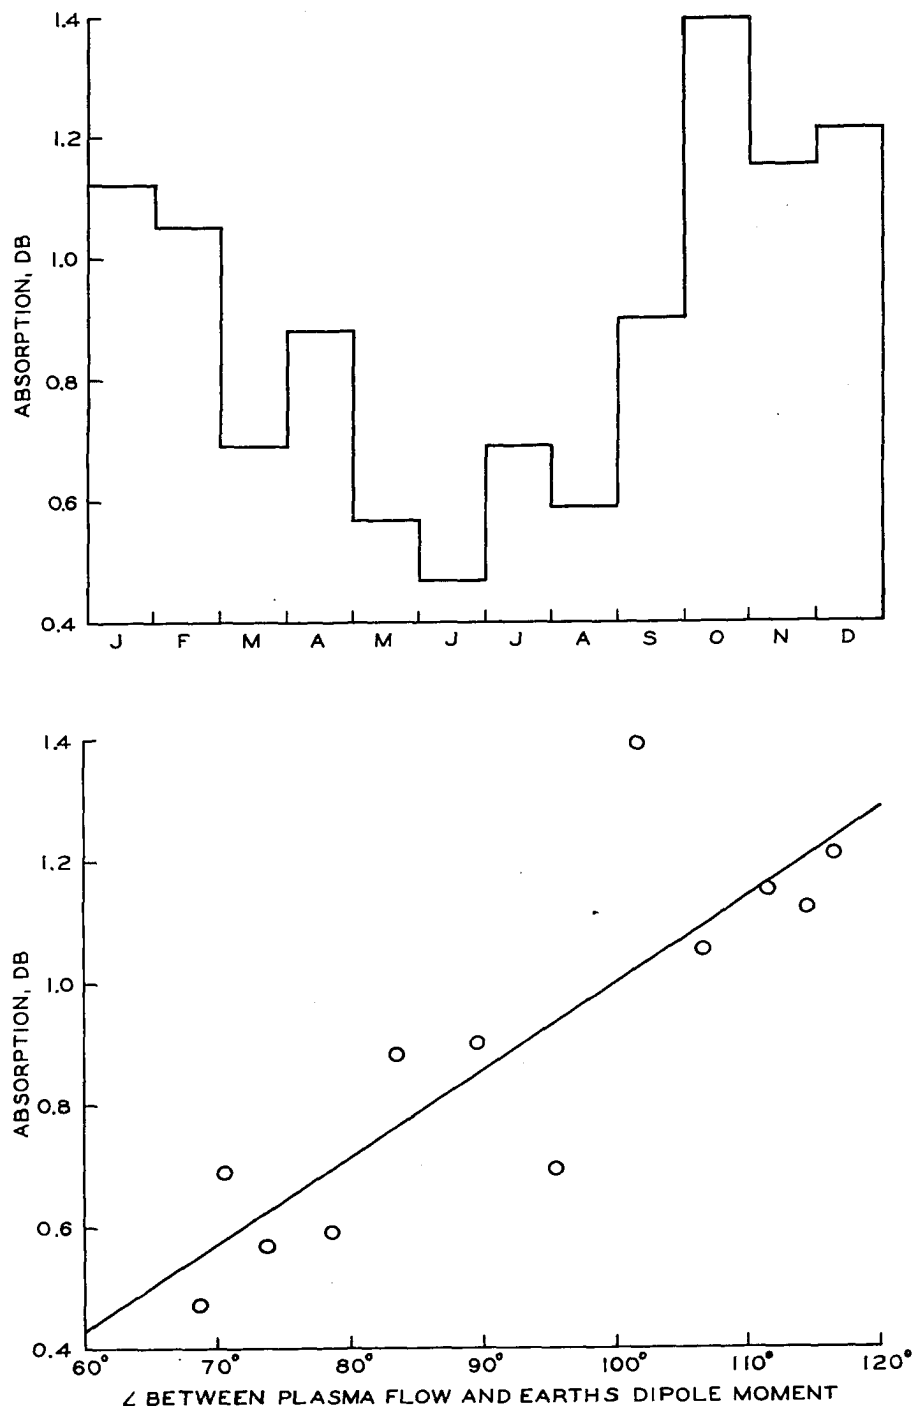 1.4
1.2
1.0
0.8
0.6
0.4
ABSORPTION, DB
J F M A M J J A S O N D
1.4
1.2
1.0
0.8
0.6
0.4
ABSORPTION, DB
60° 70° 80° 90° 100° 110° 120°
∠ BETWEEN PLASMA FLOW AND EARTHS DIPOLE MOMENT